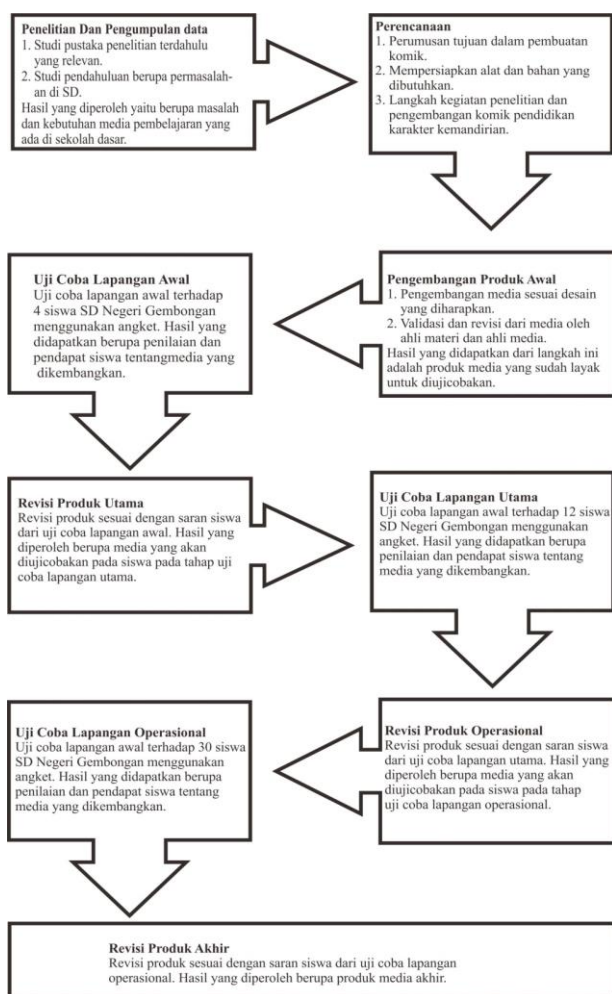 Penelitian Dan Pengumpulan data
1. Studi pustaka penelitian terdahulu
yang relevan.
2. Studi pendahuluan berupa permasalah-
an di SD.
Hasil yang diperoleh yaitu berupa masalah
dan kebutuhan media pembelajaran yang
ada di sekolah dasar.
Perencanaan
1. Perumusan tujuan dalam pembuatan
komik.
2. Mempersiapkan alat dan bahan yang
dibutuhkan.
3. Langkah kegiatan penelitian dan
pengembangan komik pendidikan
karakter kemandirian.
Pengembangan Produk Awal
1. Pengembangan media sesuai desain
yang diharapkan.
2. Validasi dan revisi dari media oleh
ahli materi dan ahli media.
Hasil yang didapatkan dari langkah ini
adalah produk media yang sudah layak
untuk diujicobakan.
Uji Coba Lapangan Awal
Uji coba lapangan awal terhadap
4 siswa SD Negeri Gembongan
menggunakan angket. Hasil yang
didapatkan berupa penilaian dan
pendapat siswa tentangmedia yang
dikembangkan.
Revisi Produk Utama
Revisi produk sesuai dengan saran siswa
dari uji coba lapangan awal. Hasil yang
diperoleh berupa media yang akan
diujicobakan pada siswa pada tahap uji
coba lapangan utama.
Uji Coba Lapangan Utama
Uji coba lapangan awal terhadap 12 siswa
SD Negeri Gembongan menggunakan
angket. Hasil yang didapatkan berupa
penilaian dan pendapat siswa tentang
media yang dikembangkan.
Revisi Produk Operasional
Revisi produk sesuai dengan saran siswa
dari uji coba lapangan utama. Hasil yang
diperoleh berupa media yang akan
diujicobakan pada siswa pada tahap
uji coba lapangan operasional.
Uji Coba Lapangan Operasional
Uji coba lapangan awal terhadap 30 siswa
SD Negeri Gembongan menggunakan
angket. Hasil yang didapatkan berupa
penilaian dan pendapat siswa tentang
media yang dikembangkan.
Revisi Produk Akhir
Revisi produk sesuai dengan saran siswa dari uji coba lapangan
operasional. Hasil yang diperoleh berupa produk media akhir.